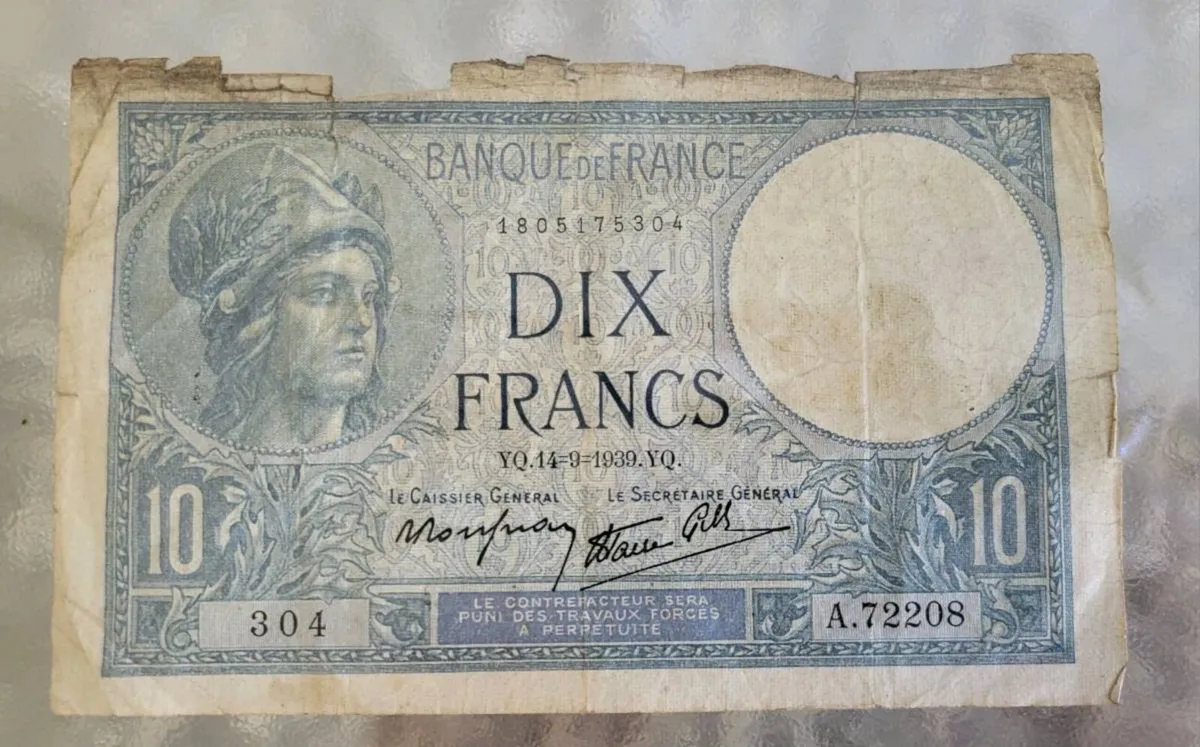 BANQUE DE FRANCE
1805175304
DIX
FRANCS
YQ.14=9=1939.YQ.
LE CAISSIER GÉNÉRAL LE SECRÉTAIRE GÉNÉRAL
10 10
304
LE CONTREFACTEUR SERA
PUNI DES TRAVAUX FORCÉS
À PERPÉTUITÉ
A.72208